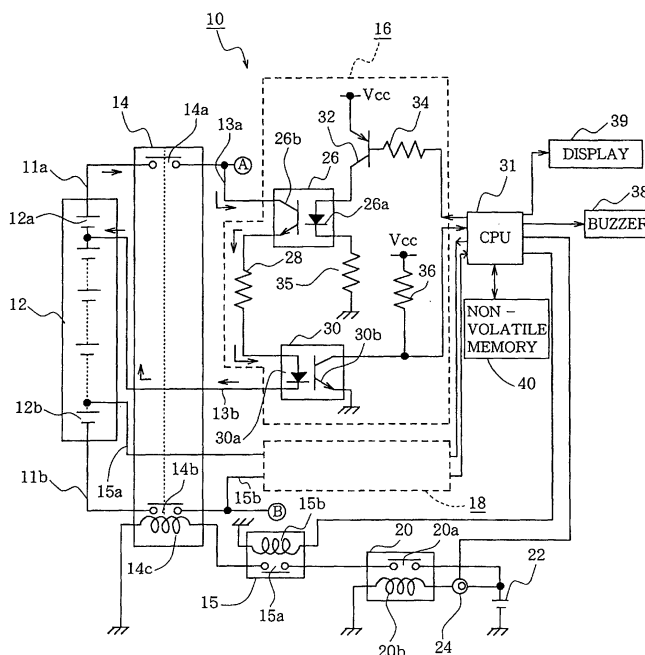 10
16
14
14a
13a
Vcc
34
32
39
DISPLAY
26b
26
31
A
11a
26a
38
12a
CPU
BUZZER
Vcc
28
35
36
12
NON-
VOLATILE
MEMORY
30
30b
40
12b
13b
30a
11b
15a
14b
15b
18
B
15b
20
20a
14c
22
15
15a
20b
24